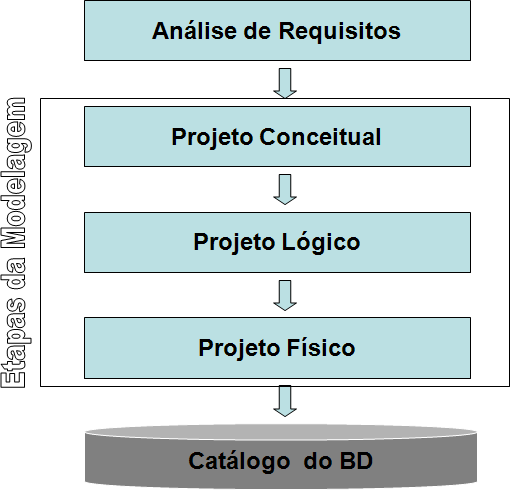 Análise de Requisitos
Etapas da Modelagem
Projeto Conceitual
Projeto Lógico
Projeto Físico
Catálogo do BD